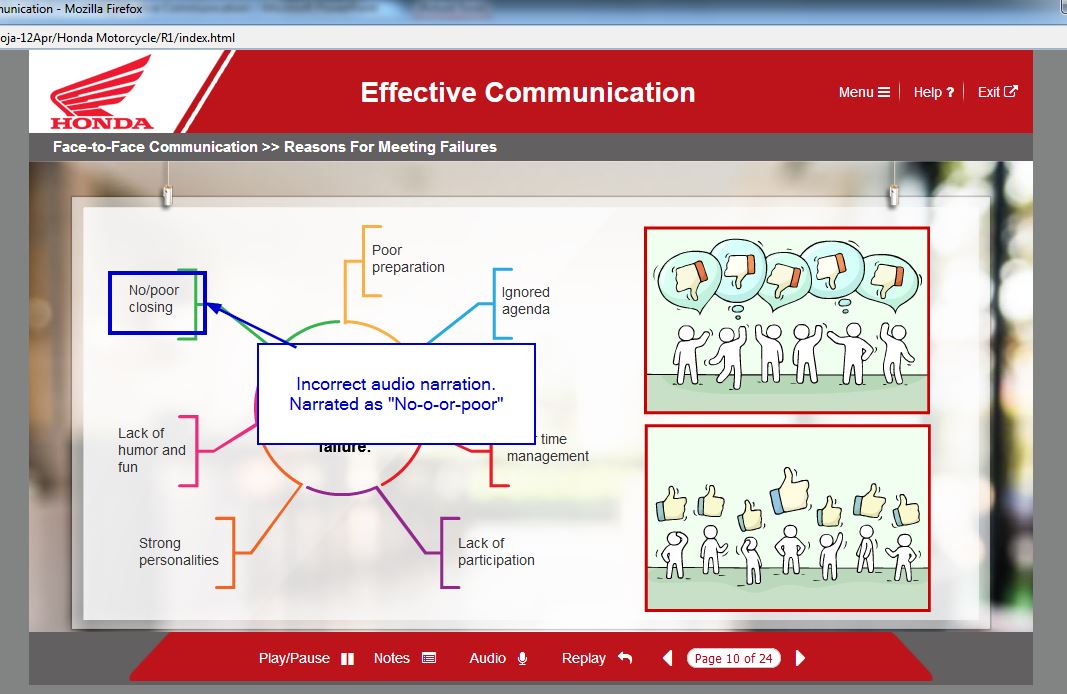 munication - Mozilla Firefox
oja-12Apr/Honda Motorcycle/R1/index.html
HONDA
Effective Communication
Menu
Help ?
Exit
Face-to-Face Communication >> Reasons For Meeting Failures
Poor
preparation
No/poor
closing
Ignored
agenda
Incorrect audio narration.
Narrated as "No-o-or-poor"
failure.
Lack of
humor and
fun
time
management
Strong
personalities
Lack of
participation
Play/Pause
Notes
Audio
Replay
Page 10 of 24